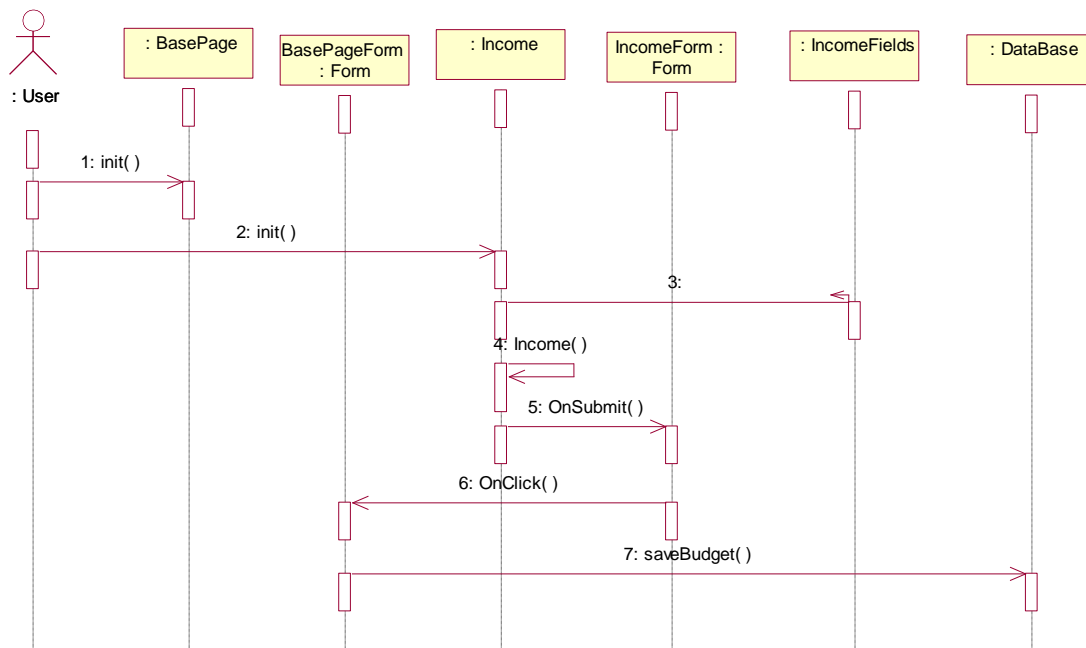 : User
: BasePage
BasePageForm
: Form
: Income
IncomeForm :
Form
: IncomeFields
: DataBase
1: init( )
2: init( )
3:
4: Income( )
5: OnSubmit( )
6: OnClick( )
7: saveBudget( )